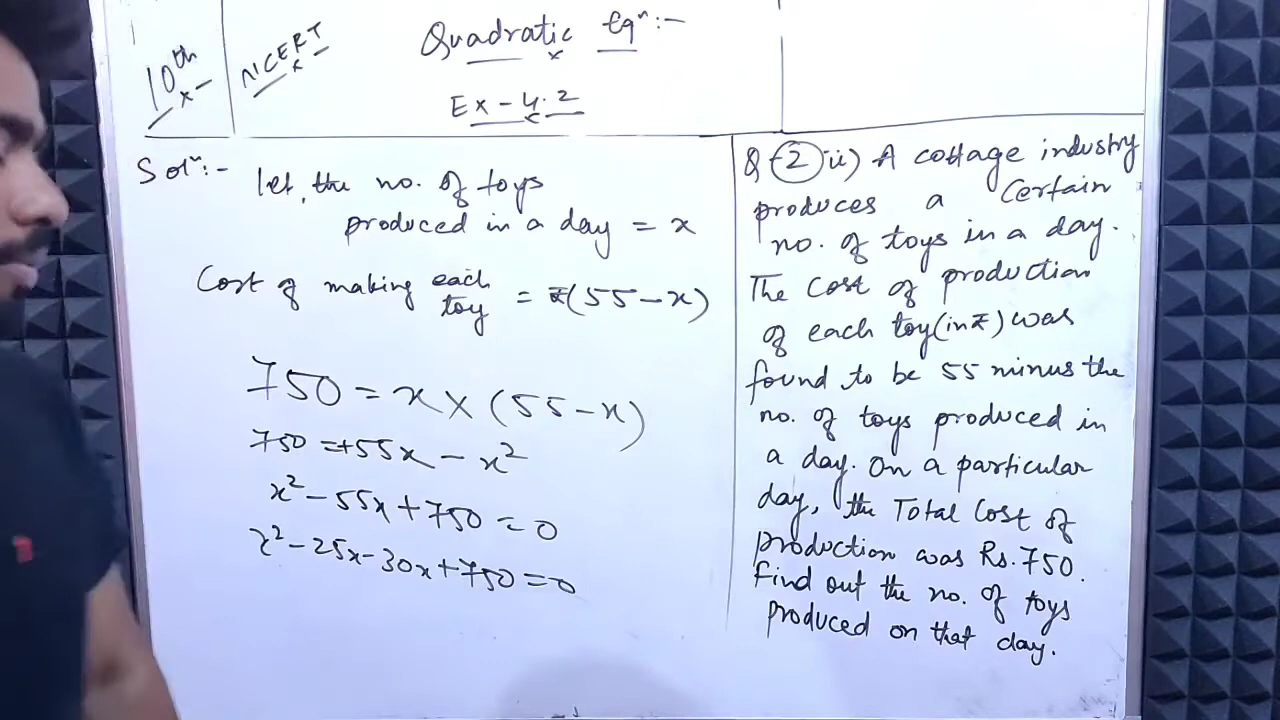 10th
NCERT
Quadratic Eqⁿ:-
Ex - 4.2
Solⁿ:- Let, the no. of toys
produced in a day = x
Cost of making each
toy = ₹(55-x)
750 = x × (55-x)
750 = +55x - x²
x² - 55x + 750 = 0
x² - 25x - 30x + 750 = 0
Q - 2 ii) A cottage industry
produces a Certain
no. of toys in a day.
The Cost of production
of each toy (in ₹) was
found to be 55 minus the
no. of toys produced in
a day. On a particular
day, the Total Cost of
production was Rs. 750.
Find out the no. of toys
produced on that day.